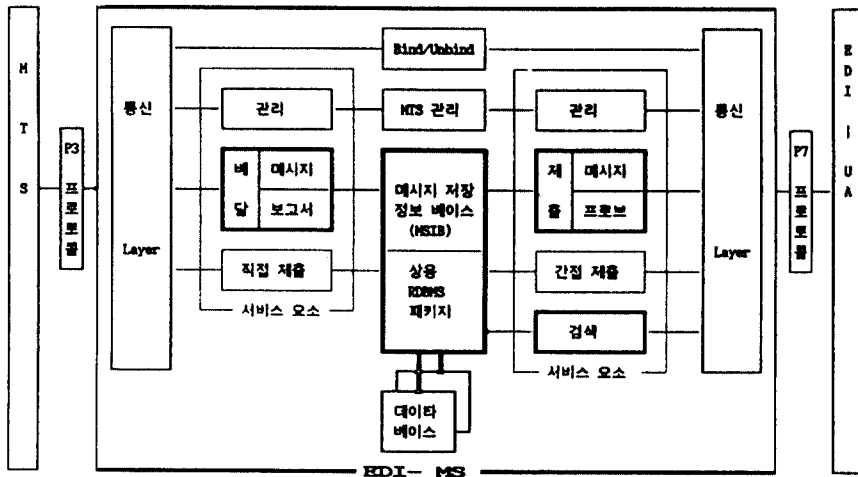 M T S
P3 프로토콜
통신 Layer
Bind/Unbind
관리
배달
메시지
보고서
직접 제출
서비스 요소
MTS 관리
메시지 저장
정보 베이스
(MSIB)
상용
RDBMS
패키지
데이타
베이스
관리
제출
메시지
프로브
간접 제출
검색
서비스 요소
통신 Layer
P7 프로토콜
EDI-UA
EDI- MS